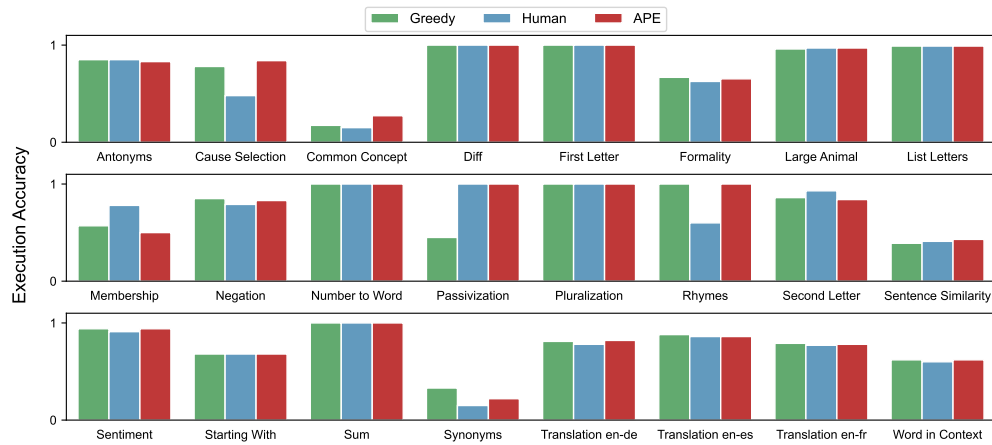 Greedy Human APE
Execution Accuracy
1
0
Antonyms Cause Selection Common Concept Diff First Letter Formality Large Animal List Letters
1
0
Membership Negation Number to Word Passivization Pluralization Rhymes Second Letter Sentence Similarity
1
0
Sentiment Starting With Sum Synonyms Translation en-de Translation en-es Translation en-fr Word in Context